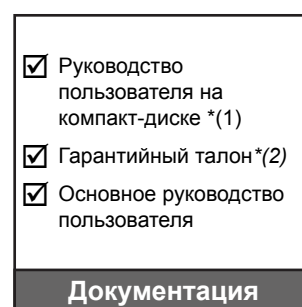 Руководство
пользователя на
компакт-диске *(1)
Гарантийный талон*(2)
Основное руководство
пользователя
Документация